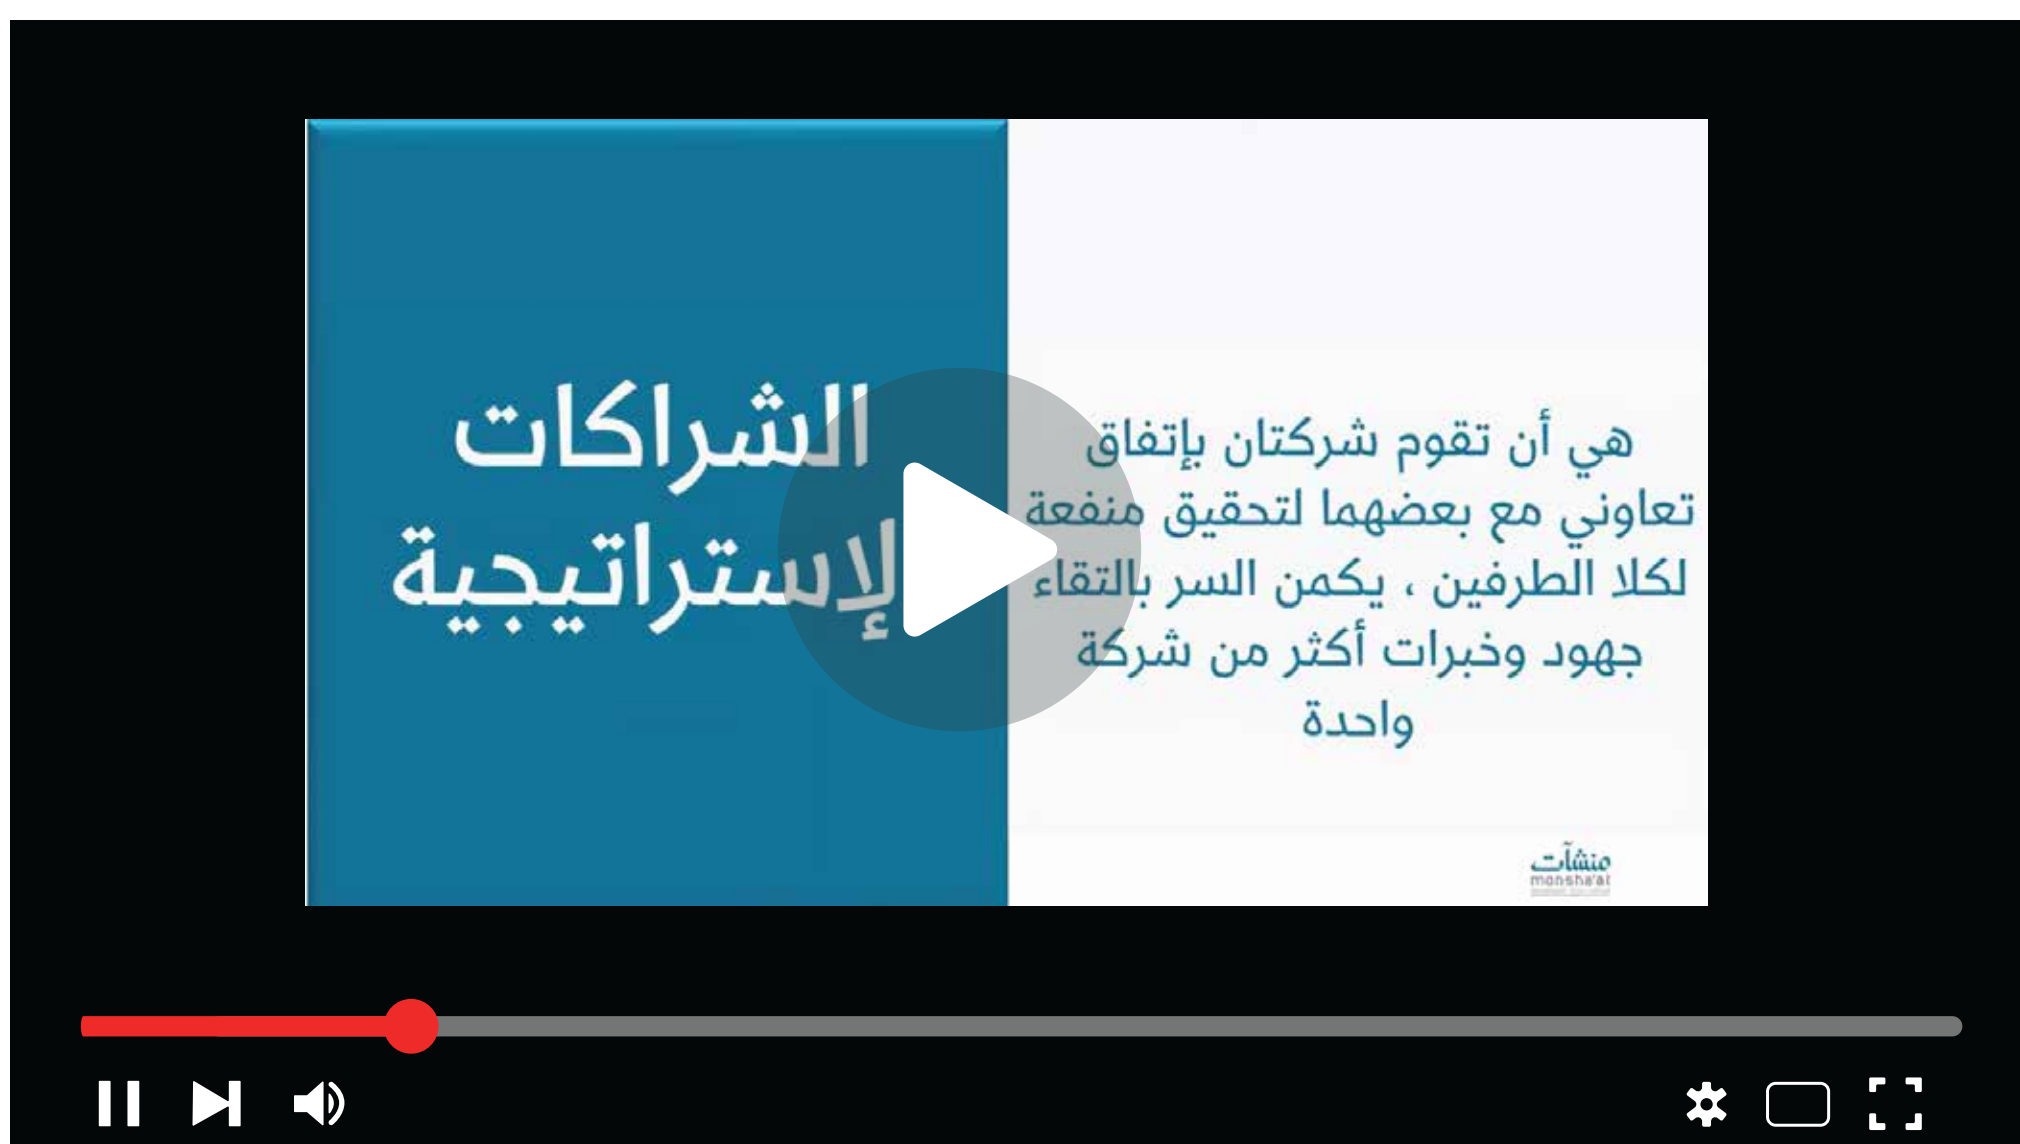 الشراكات
الإستراتيجية
هي أن تقوم شركتان بإتفاق
تعاوني مع بعضهما لتحقيق منفعة
لكلا الطرفين ، يكمن السر بالتقاء
جهود وخبرات أكثر من شركة
واحدة
منشآت
monsha'at